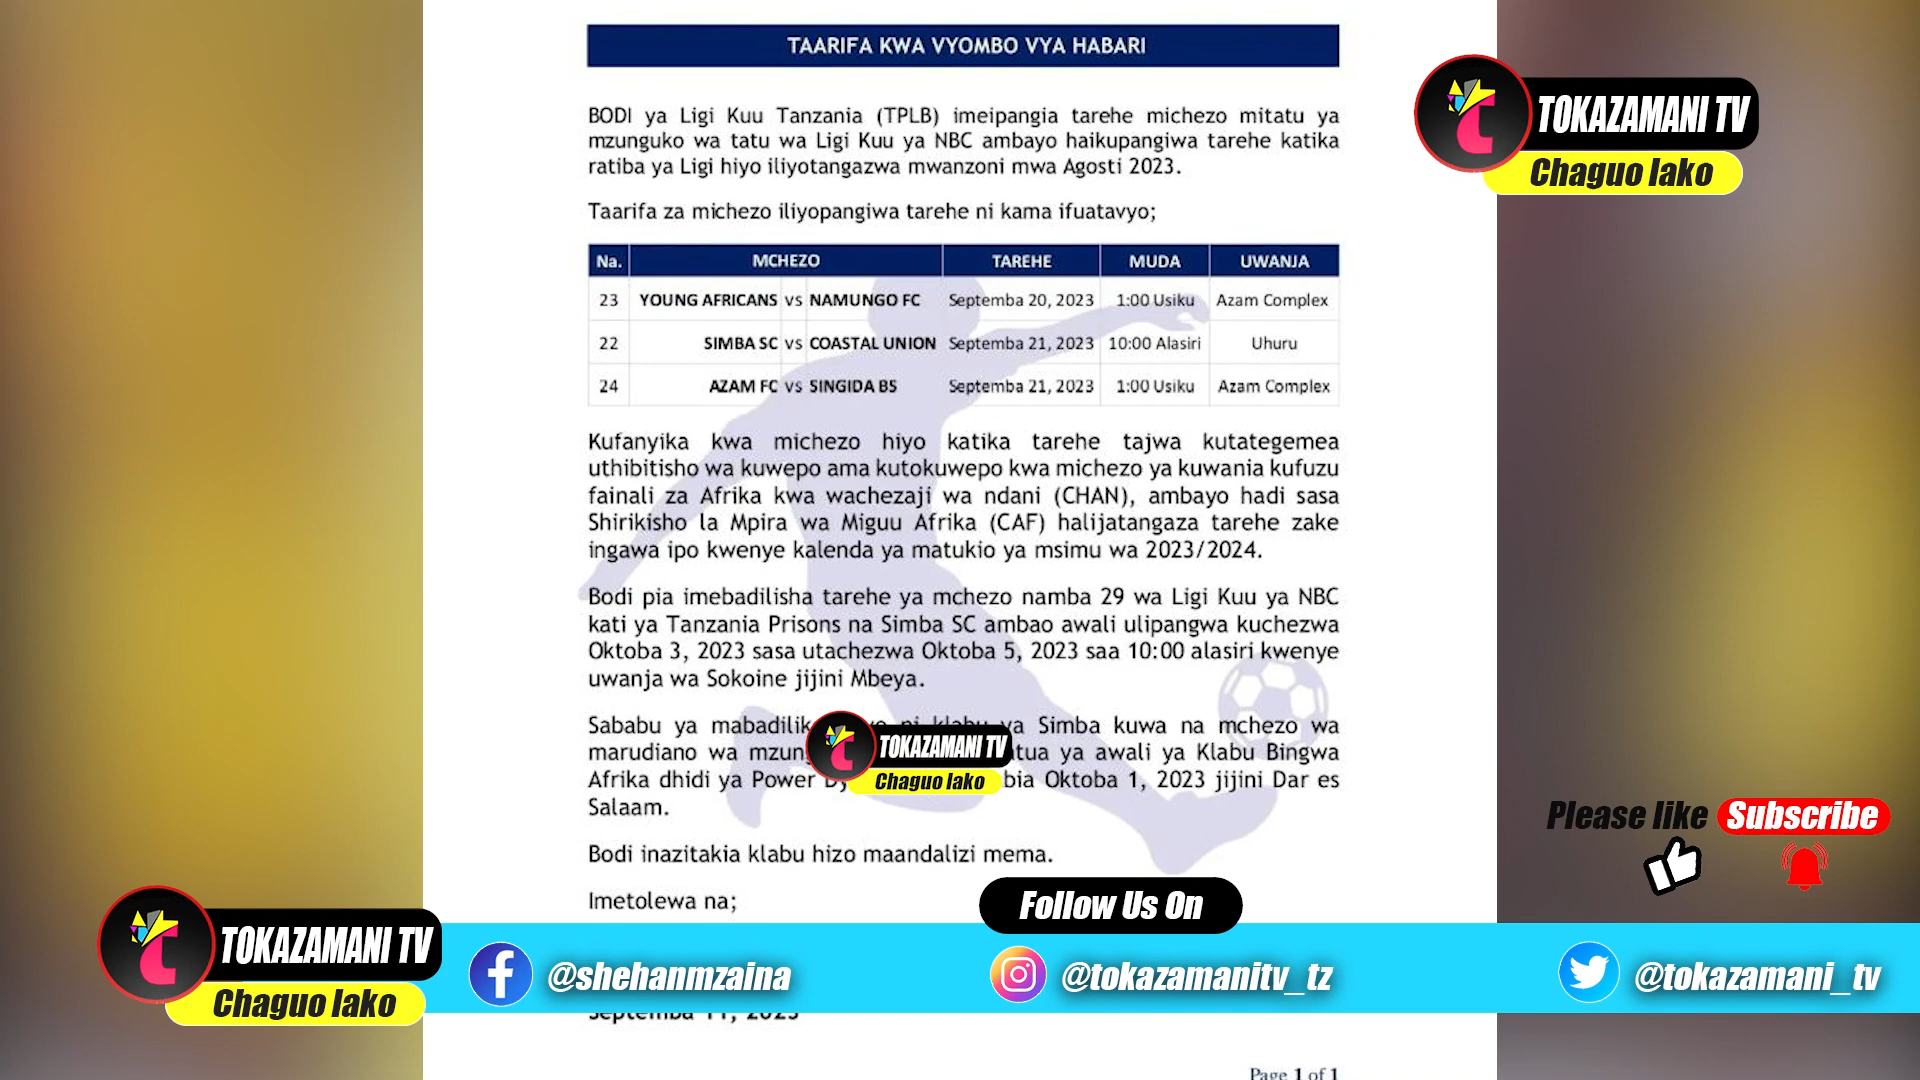 TAARIFA KWA VYOMBO VYA HABARI
BODI ya Ligi Kuu Tanzania (TPLB) imeipangia tarehe michezo mitatu ya
mzunguko wa tatu wa Ligi Kuu ya NBC ambayo haikupangiwa tarehe katika
ratiba ya Ligi hiyo iliyotangazwa mwanzoni mwa Agosti 2023.
Taarifa za michezo iliyopangiwa tarehe ni kama ifuatavyo;
Na. MCHEZO TAREHE MUDA UWANJA
23 YOUNG AFRICANS vs NAMUNGO FC Septemba 20, 2023 1:00 Usiku Azam Complex
22 SIMBA SC vs COASTAL UNION Septemba 21, 2023 10:00 Alasiri Uhuru
24 AZAM FC vs SINGIDA BS Septemba 21, 2023 1:00 Usiku Azam Complex
Kufanyika kwa michezo hiyo katika tarehe tajwa kutategemea
uthibitisho wa kuwepo ama kutokuwepo kwa michezo ya kuwania kufuzu
fainali za Afrika kwa wachezaji wa ndani (CHAN), ambayo hadi sasa
Shirikisho la Mpira wa Miguu Afrika (CAF) halijatangaza tarehe zake
ingawa ipo kwenye kalenda ya matukio ya msimu wa 2023/2024.
Bodi pia imebadilisha tarehe ya mchezo namba 29 wa Ligi Kuu ya NBC
kati ya Tanzania Prisons na Simba SC ambao awali ulipangwa kuchezwa
Oktoba 3, 2023 sasa utachezwa Oktoba 5, 2023 saa 10:00 alasiri kwenye
uwanja wa Sokoine jijini Mbeya.
Sababu ya ni klabu ya Simba kuwa na mchezo wa
marudiano wa ya awali ya Klabu Bingwa
Afrika dhidi ya Power Oktoba 1, 2023 jijini Dar es
Salaam.
Bodi inazitakia klabu hizo maandalizi mema.
Imetolewa na;
Septemba 11, 2023
Page 1 of 1
TOKAZAMANI TV
Chaguo lako
TOKAZAMANI TV
Chaguo lako
Please like Subscribe
Follow Us On
TOKAZAMANI TV
Chaguo lako
@shehanmzaina
@tokazamanitv_tz
@tokazamani_tv